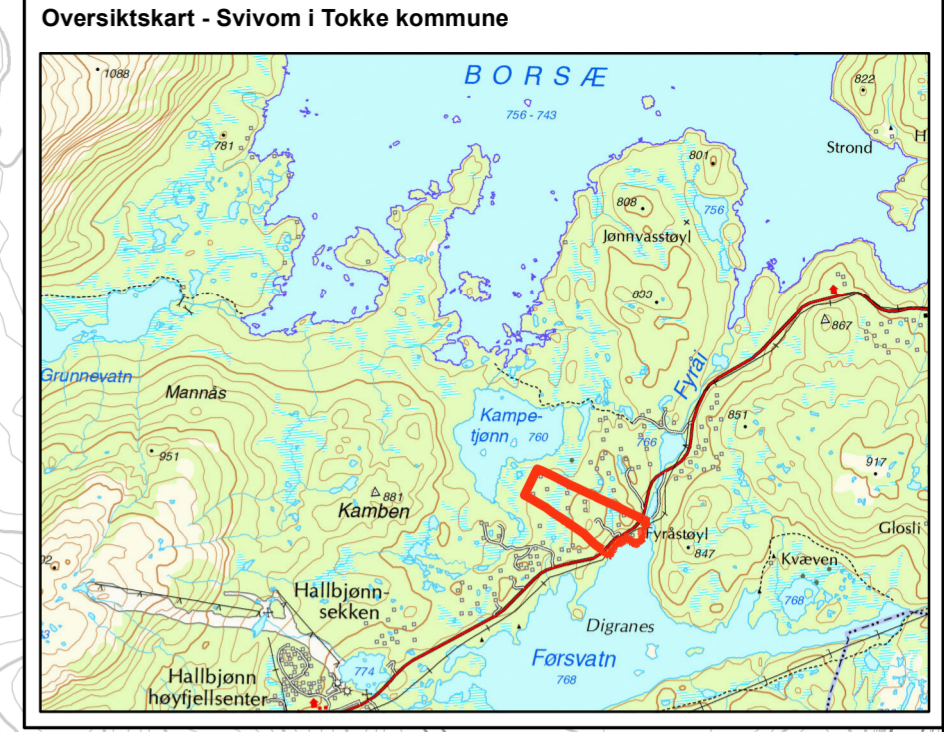 Oversiktskart - Svivom i Tokke kommune
1088
BORSÆ
756 - 743
822
781
Strond
H
801
808
756
Jønnvasstøyl
867
Grunnevatn
Mannås
Fyråi
Kampe-
tjønn 760
766
851
951
917
881
Kamben
Glosli
Fyråstøyl
847
Kvæven
Hallbjønn-
sekken
768
Digranes
Førsvatn
768
774
Hallbjønn
høyfjellsenter